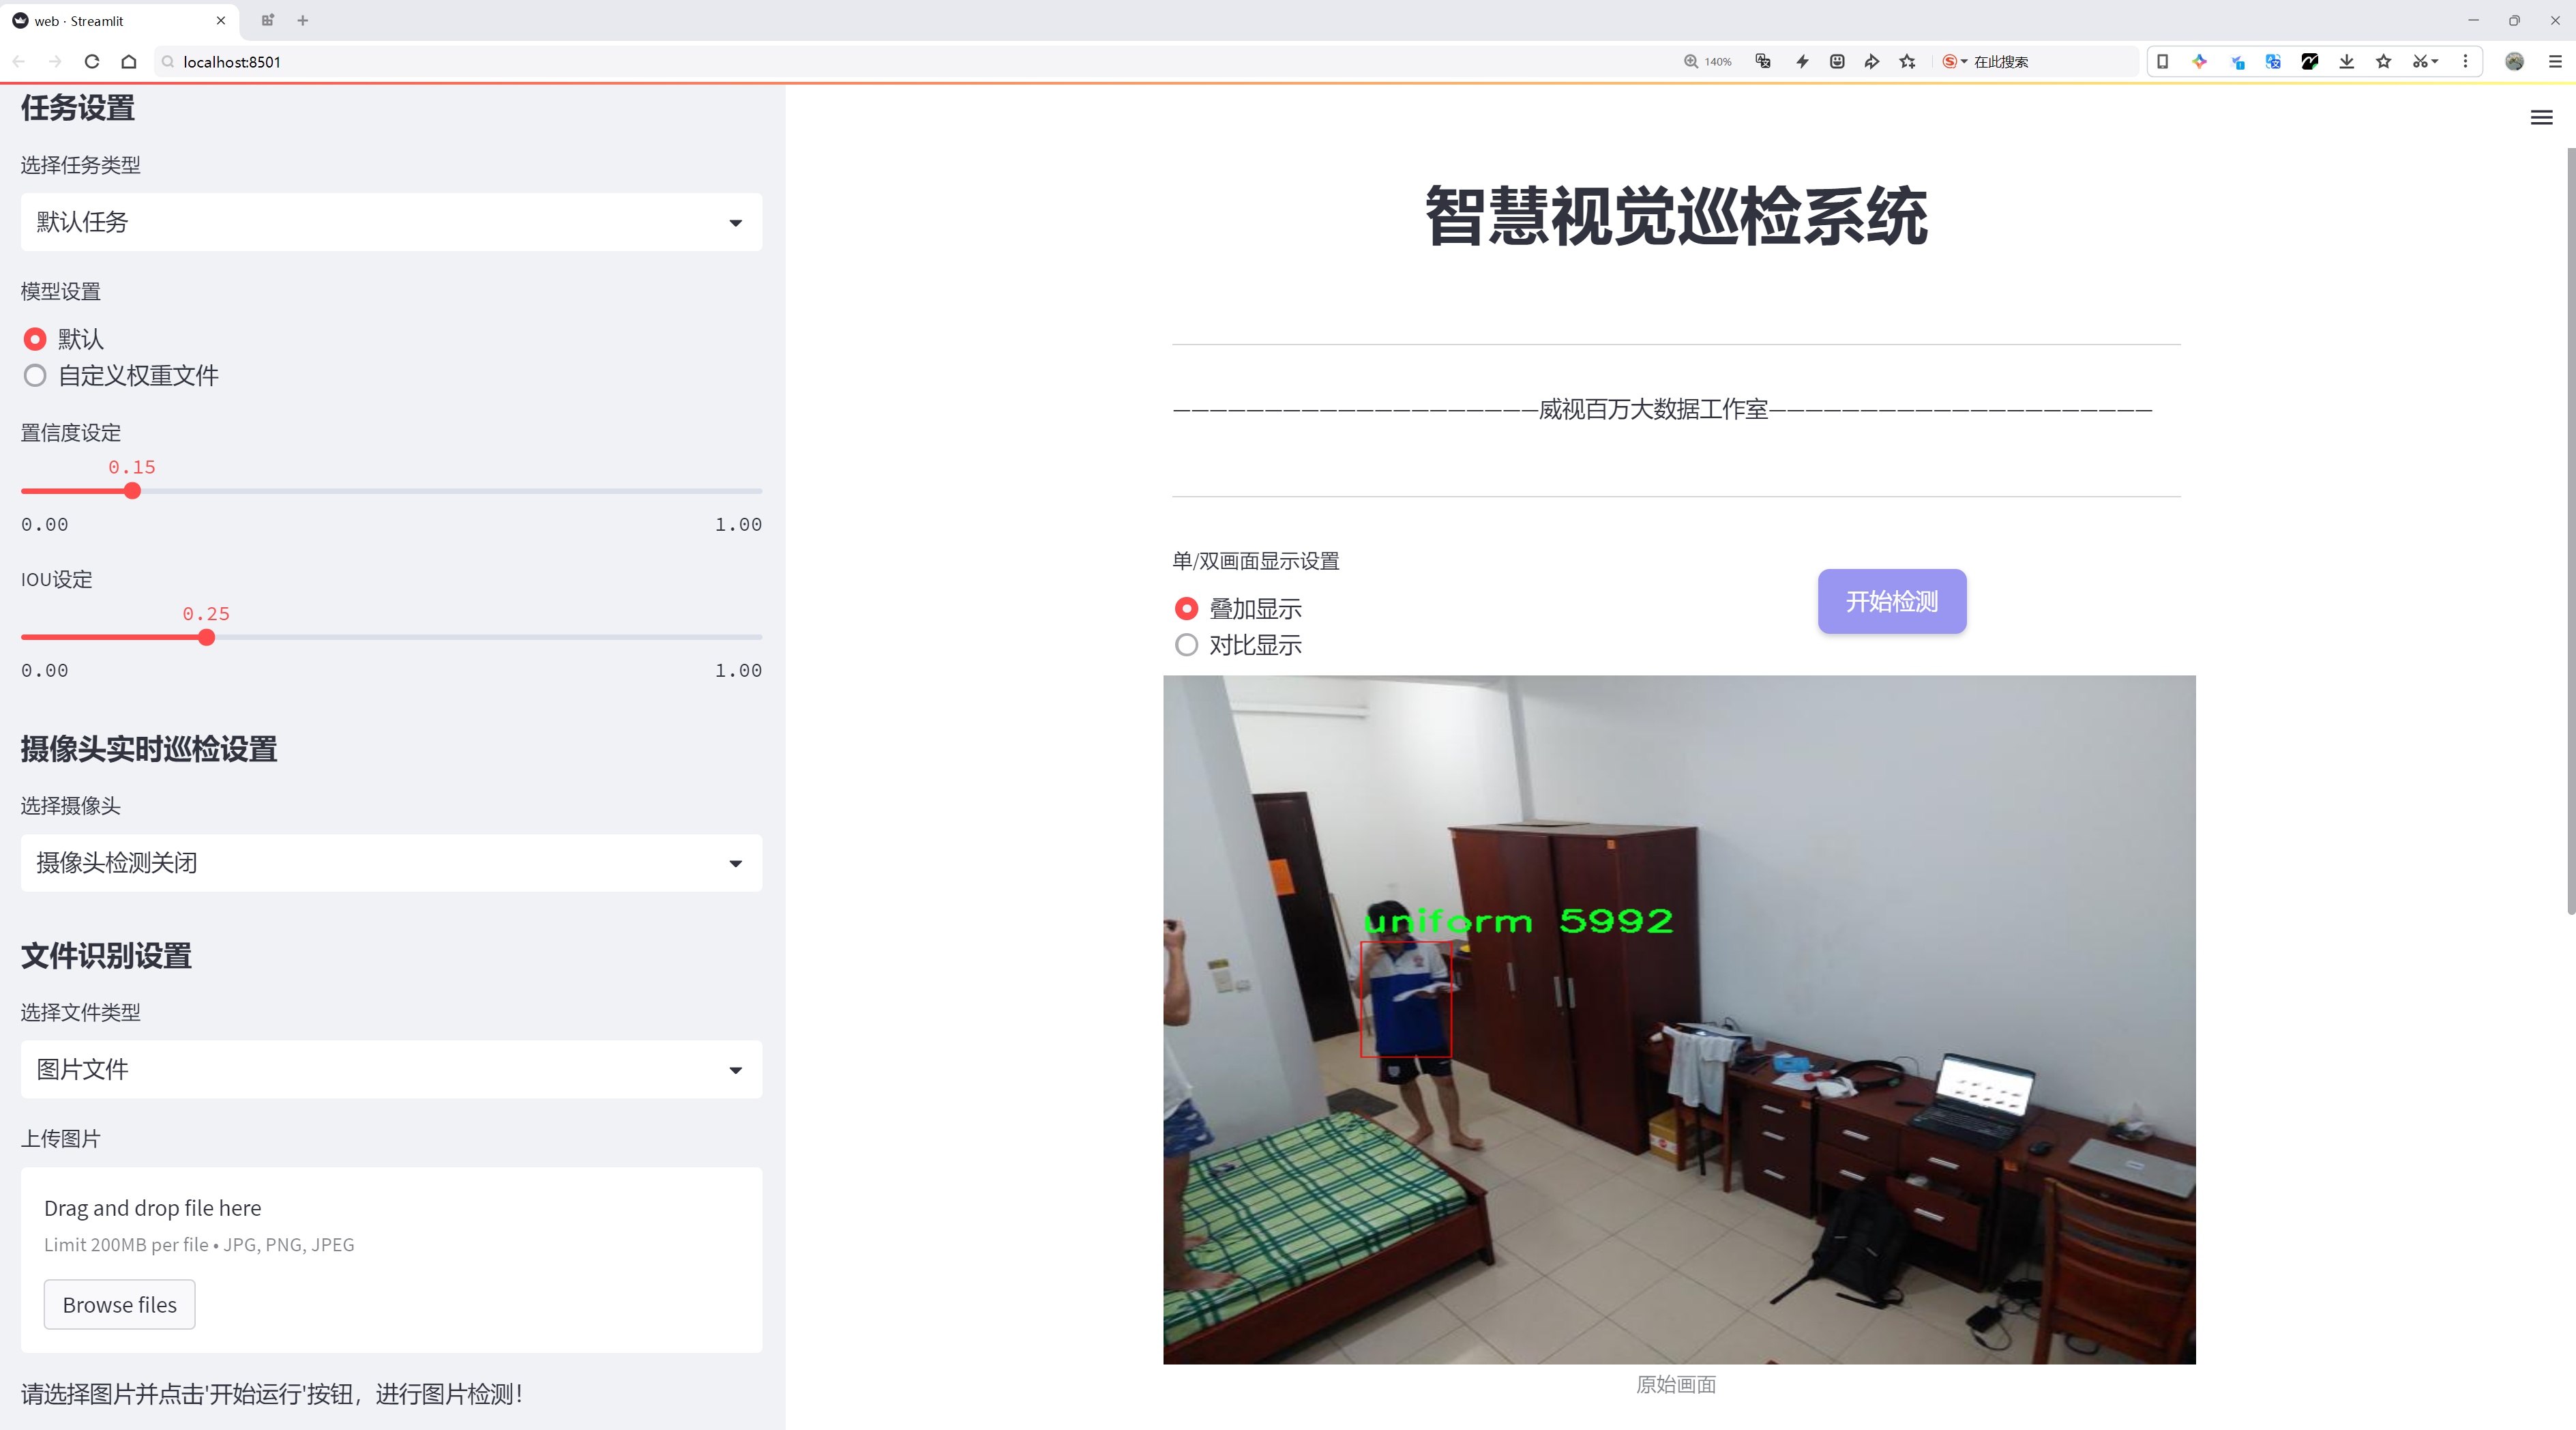 web · Streamlit
localhost:8501
140%
在此搜索
任务设置
选择任务类型
默认任务
模型设置
默认
自定义权重文件
置信度设定
0.15
0.00 1.00
IOU设定
0.25
0.00 1.00
摄像头实时巡检设置
选择摄像头
摄像头检测关闭
文件识别设置
选择文件类型
图片文件
上传图片
Drag and drop file here
Limit 200MB per file • JPG, PNG, JPEG
Browse files
请选择图片并点击'开始运行'按钮，进行图片检测！
智慧视觉巡检系统
————————————————————威视百万大数据工作室—————————————————————
单/双画面显示设置
叠加显示
对比显示
开始检测
uniform 5992
原始画面